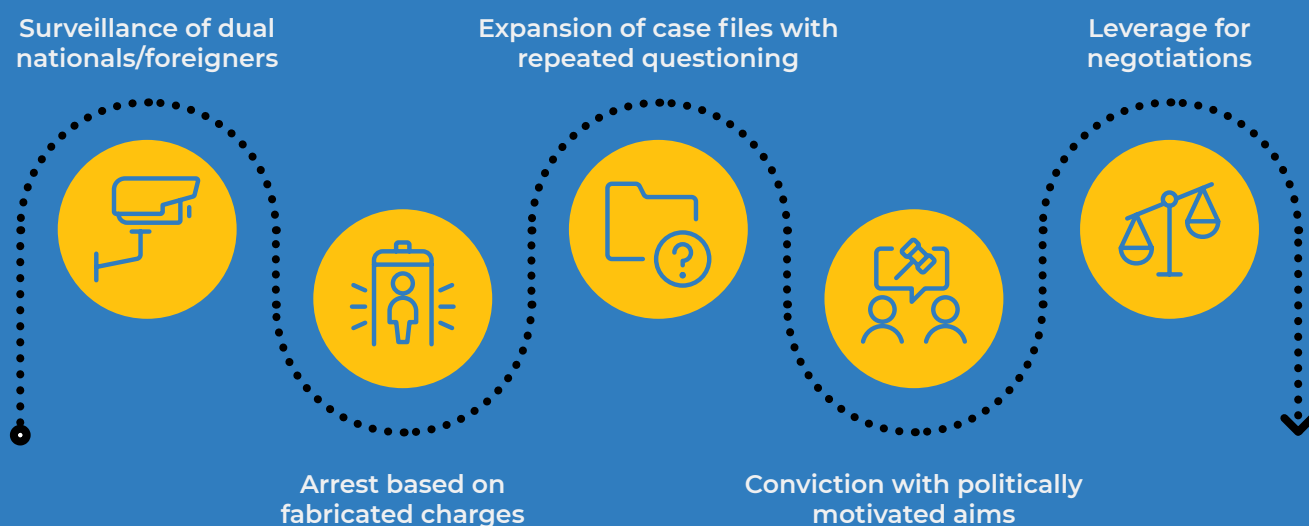 Surveillance of dual
nationals/foreigners
Arrest based on
fabricated charges
Expansion of case files with
repeated questioning
?
Conviction with politically
motivated aims
Leverage for
negotiations